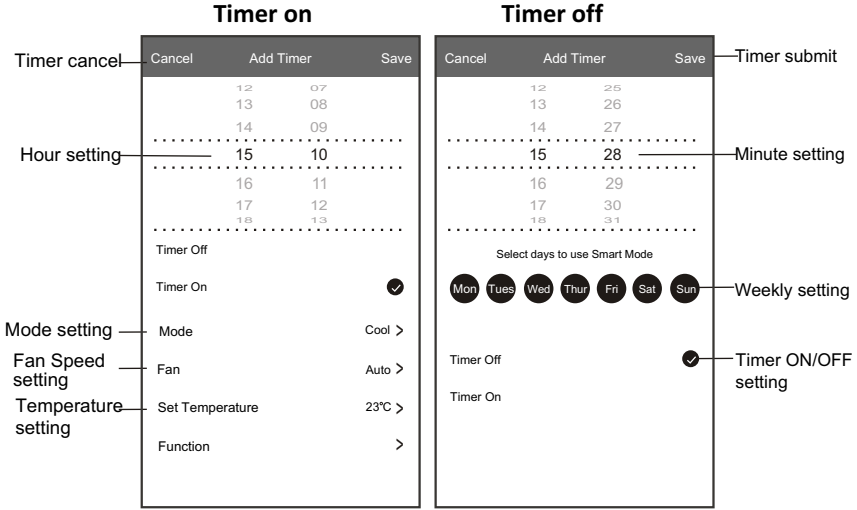 Timer on
Timer off
Timer cancel
Cancel Add Timer Save
12 07
13 08
14 09
Hour setting
15 10
16 11
17 12
18 13
Timer Off
Timer On
Mode setting
Mode Cool >
Fan Speed
setting
Fan Auto >
Temperature
setting
Set Temperature 23℃ >
Function >
Cancel Add Timer Save
Timer submit
12 25
13 26
14 27
15 28
Minute setting
16 29
17 30
18 31
Select days to use Smart Mode
Mon Tues Wed Thur Fri Sat Sun
Weekly setting
Timer Off
Timer ON/OFF
setting
Timer On